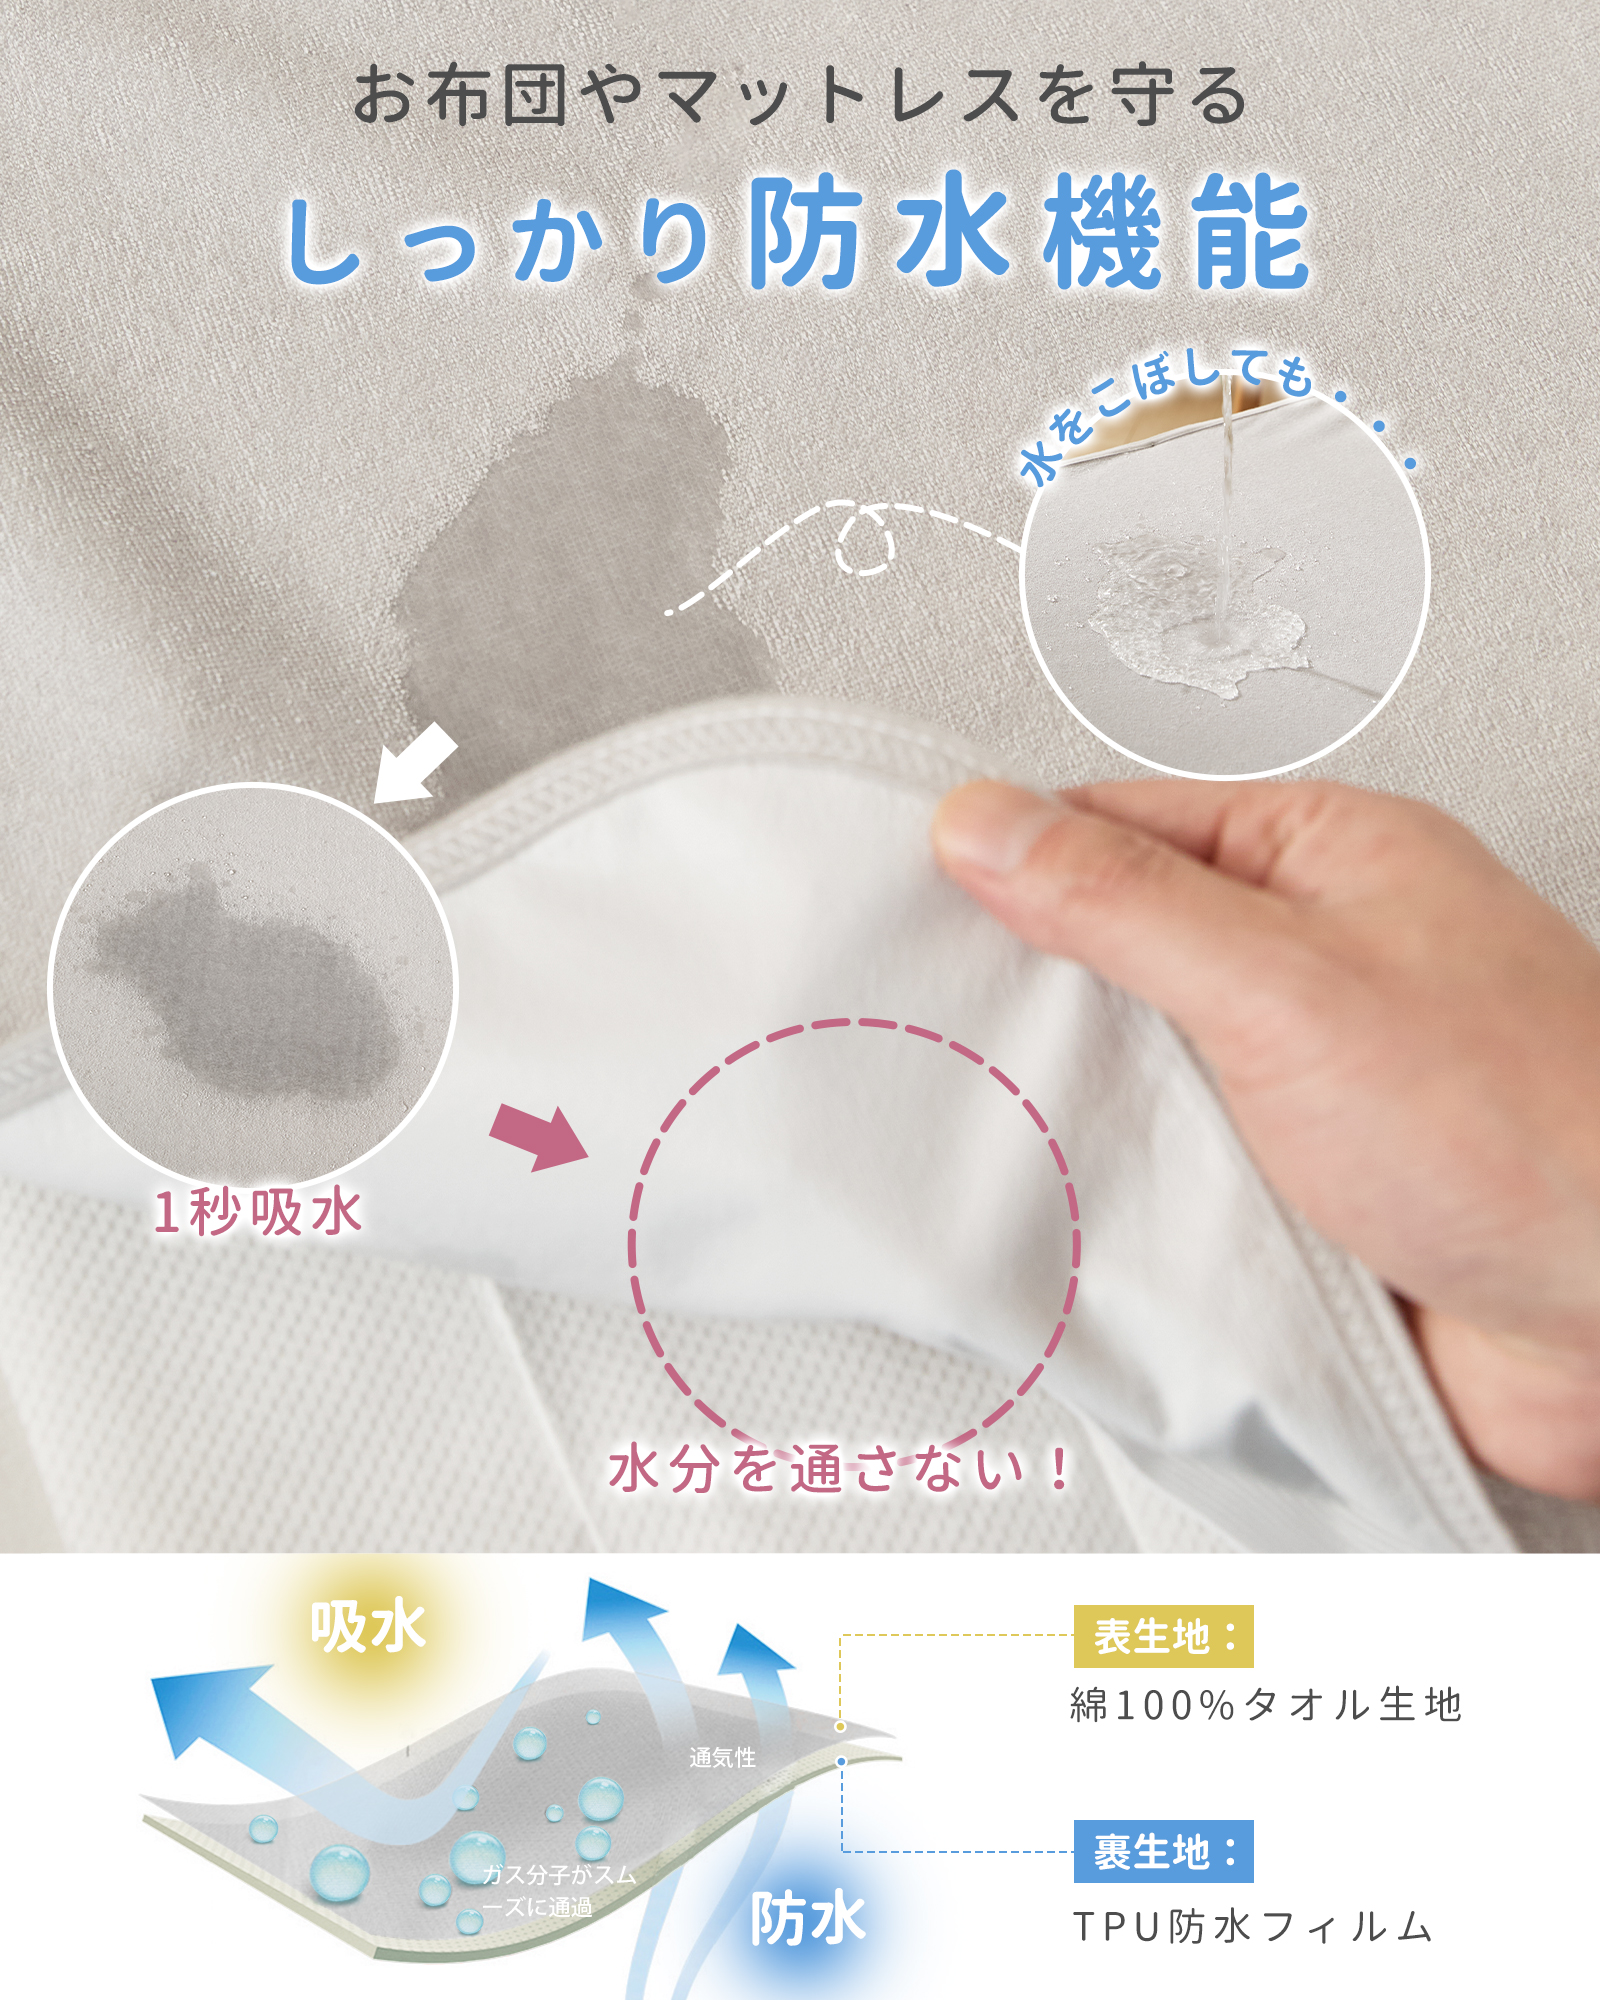 お布団やマットレスを守る
しっかり防水機能
水をこぼしても・・・
1秒吸水
水分を通さない！
吸水
通気性
ガス分子がスム
ーズに通過
防水
表生地：
綿100%タオル生地
裏生地：
TPU防水フィルム